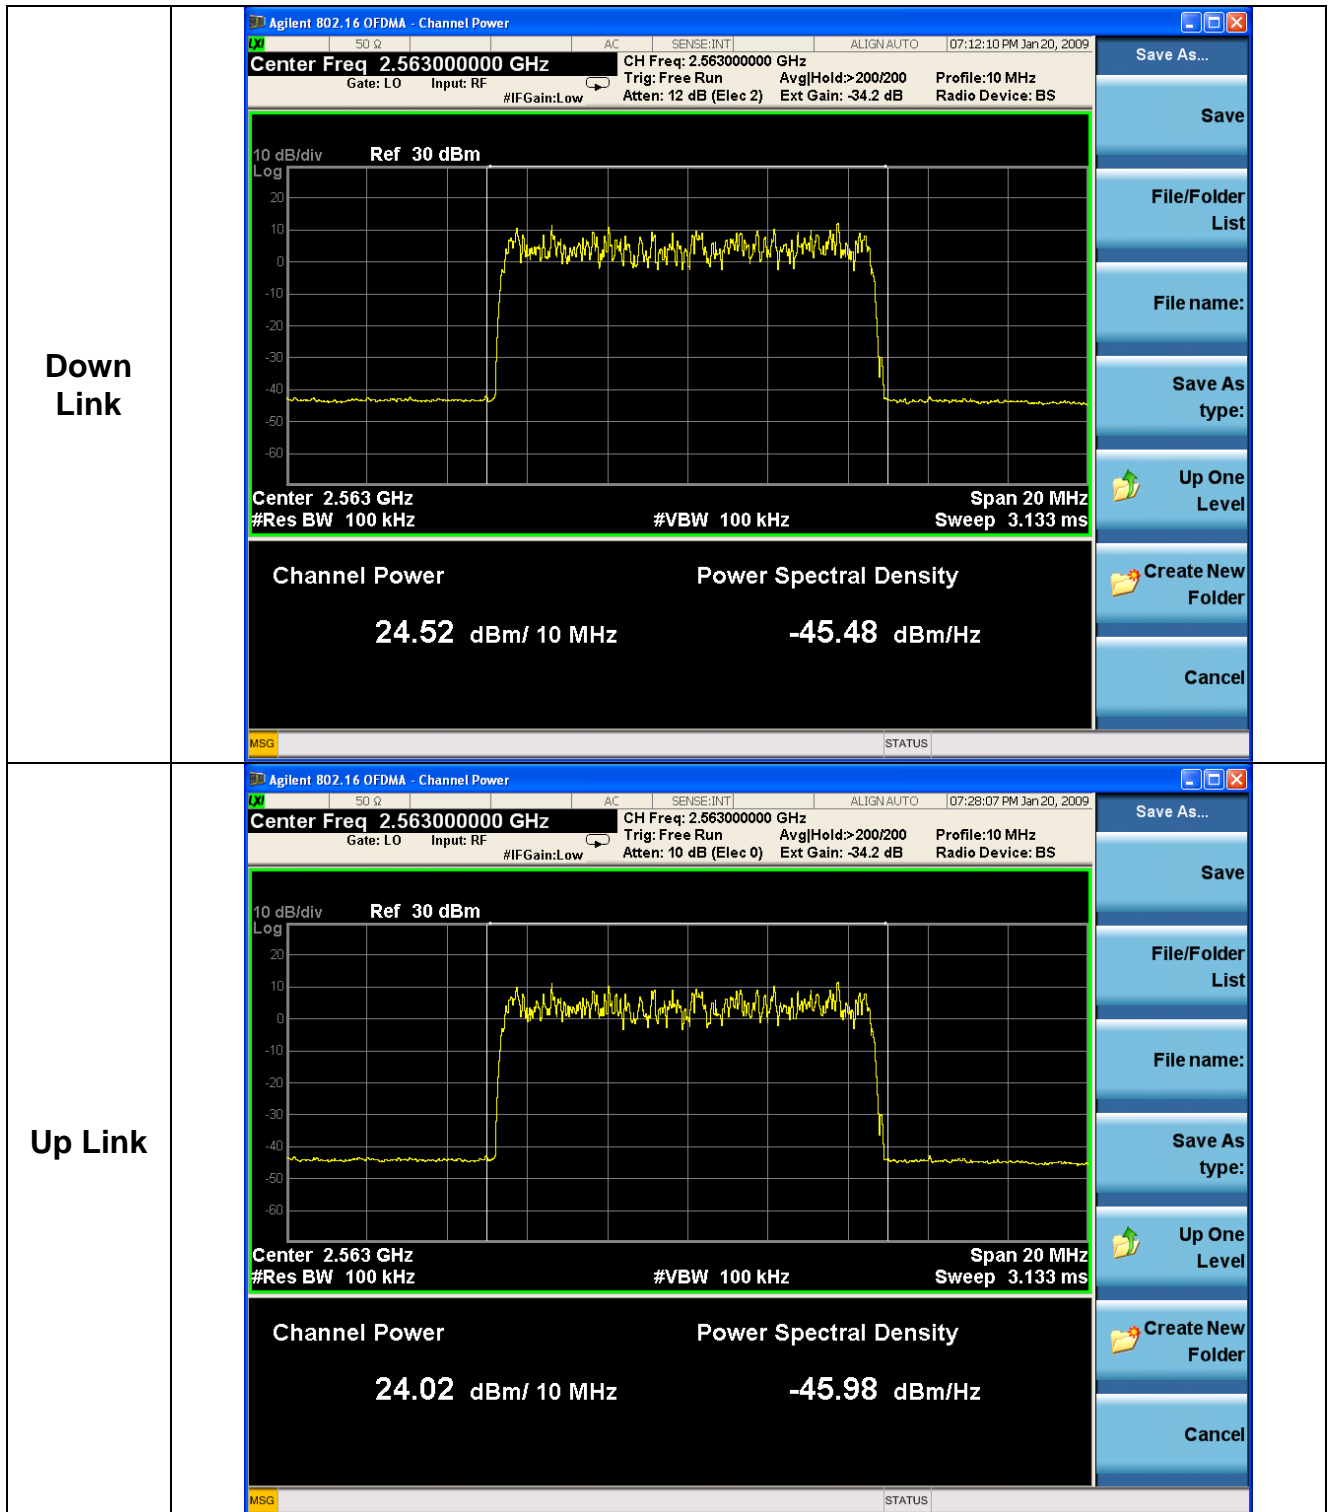 Down
Link
Agilent 802.16 OFDMA - Channel Power
LXI 50 Ω AC SENSE:INT ALIGN AUTO 07:12:10 PM Jan 20, 2009
Center Freq 2.563000000 GHz
CH Freq: 2.563000000 GHz
Gate: LO Input: RF Trig: Free Run Avg|Hold:>200/200 Profile:10 MHz
#IFGain:Low Atten: 12 dB (Elec 2) Ext Gain: -34.2 dB Radio Device: BS
10 dB/div Ref 30 dBm
Log
20
10
0
-10
-20
-30
-40
-50
-60
Center 2.563 GHz Span 20 MHz
#Res BW 100 kHz #VBW 100 kHz Sweep 3.133 ms
Channel Power Power Spectral Density
24.52 dBm/ 10 MHz -45.48 dBm/Hz
MSG STATUS
Save As...
Save
File/Folder
List
File name:
Save As
type:
Up One
Level
Create New
Folder
Cancel
Up Link
Agilent 802.16 OFDMA - Channel Power
LXI 50 Ω AC SENSE:INT ALIGN AUTO 07:28:07 PM Jan 20, 2009
Center Freq 2.563000000 GHz
CH Freq: 2.563000000 GHz
Gate: LO Input: RF Trig: Free Run Avg|Hold:>200/200 Profile:10 MHz
#IFGain:Low Atten: 10 dB (Elec 0) Ext Gain: -34.2 dB Radio Device: BS
10 dB/div Ref 30 dBm
Log
20
10
0
-10
-20
-30
-40
-50
-60
Center 2.563 GHz Span 20 MHz
#Res BW 100 kHz #VBW 100 kHz Sweep 3.133 ms
Channel Power Power Spectral Density
24.02 dBm/ 10 MHz -45.98 dBm/Hz
MSG STATUS
Save As...
Save
File/Folder
List
File name:
Save As
type:
Up One
Level
Create New
Folder
Cancel